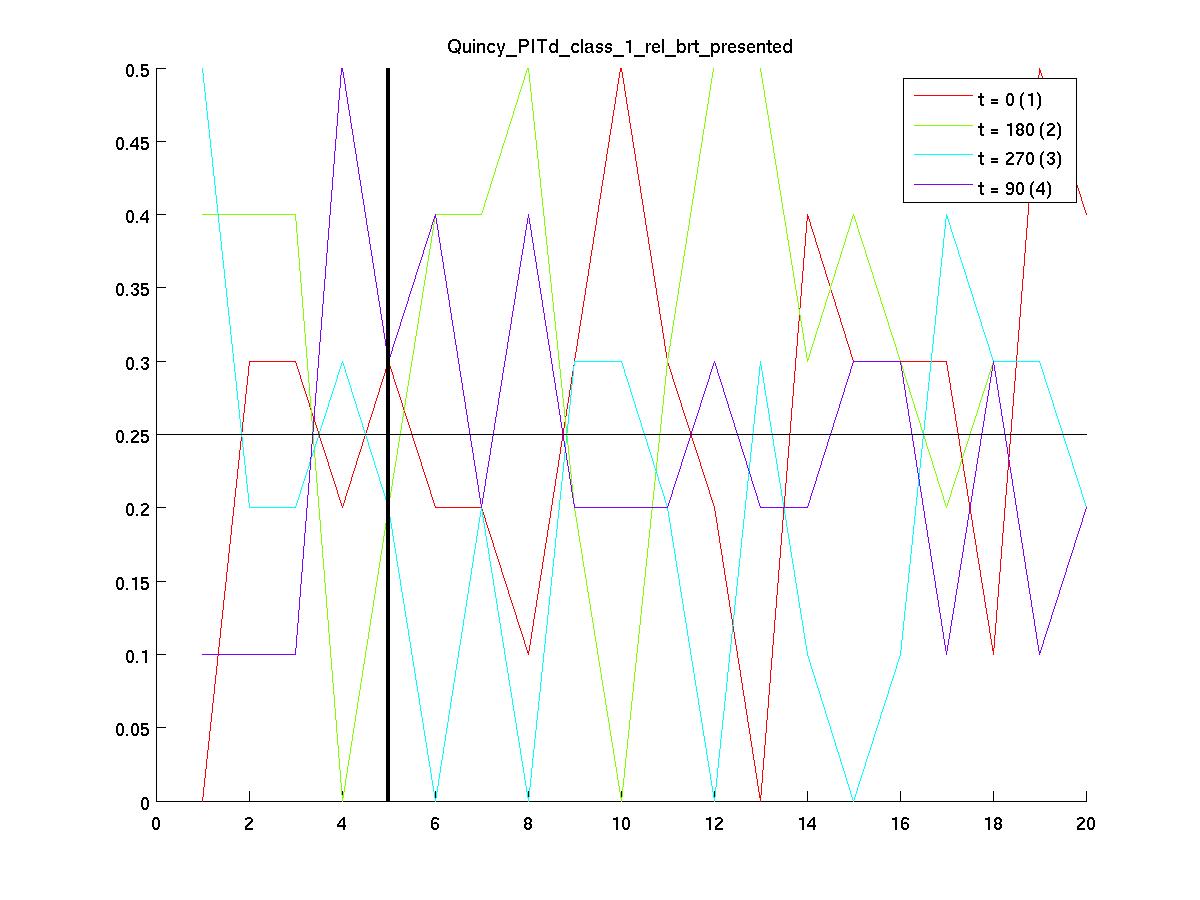 Quincy_PITd_class_1_rel_brt_presented
0.5
0.45
0.4
0.35
0.3
0.25
0.2
0.15
0.1
0.05
0
t = 0 (1)
t = 180 (2)
t = 270 (3)
t = 90 (4)
0 2 4 6 8 10 12 14 16 18 20